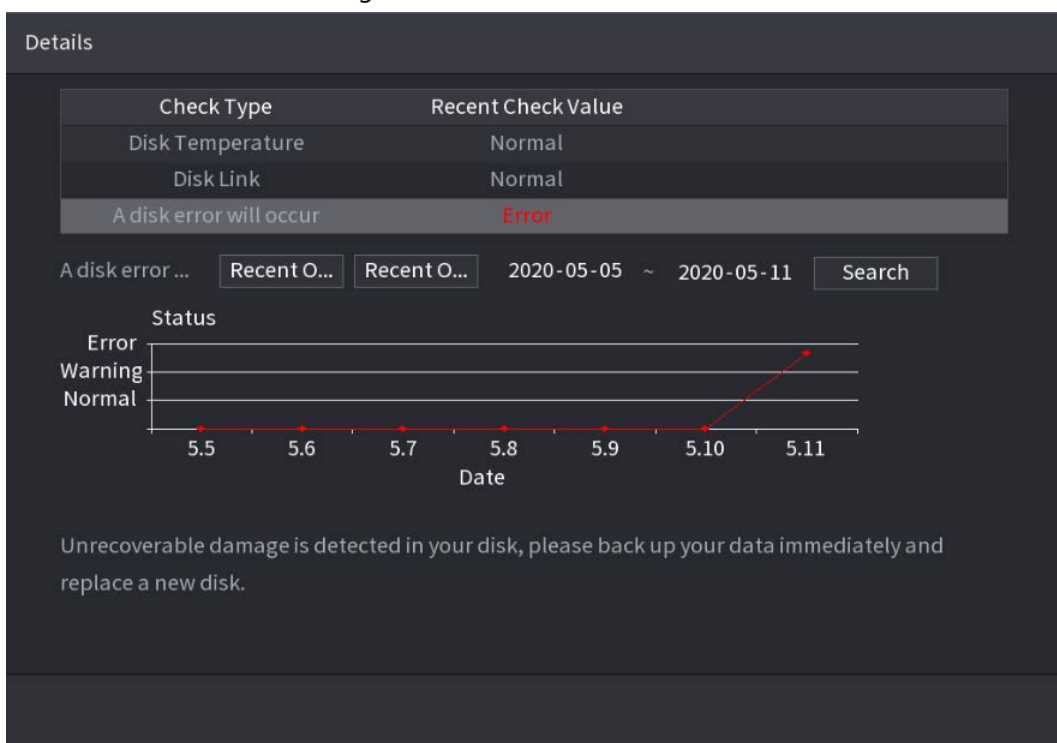 Details
Check Type Recent Check Value
Disk Temperature Normal
Disk Link Normal
A disk error will occur Error
A disk error ... Recent O... Recent O... 2020-05-05 ~ 2020-05-11 Search
Status
Error
Warning
Normal
5.5 5.6 5.7 5.8 5.9 5.10 5.11
Date
Unrecoverable damage is detected in your disk, please back up your data immediately and
replace a new disk.